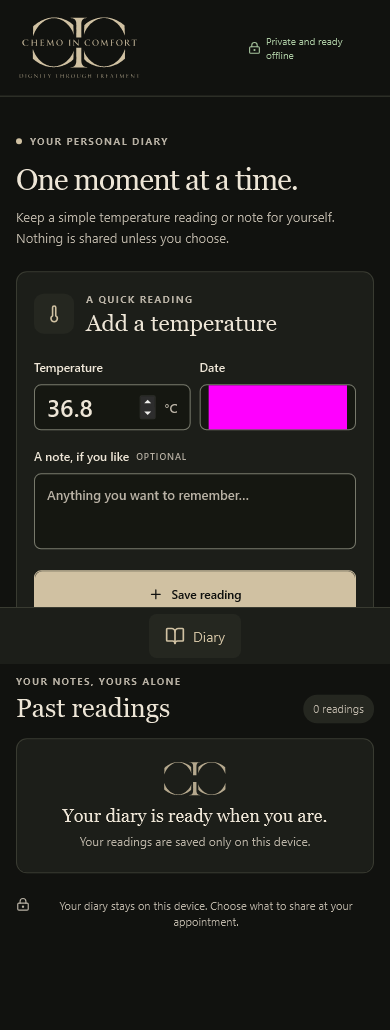 CHEMO IN COMFORT
DIGNITY THROUGH TREATMENT
Private and ready
offline
YOUR PERSONAL DIARY
One moment at a time.
Keep a simple temperature reading or note for yourself.
Nothing is shared unless you choose.
A QUICK READING
Add a temperature
Temperature
Date
36.8
°C
A note, if you like OPTIONAL
Anything you want to remember...
Save reading
Diary
YOUR NOTES, YOURS ALONE
Past readings
0 readings
Your diary is ready when you are.
Your readings are saved only on this device.
Your diary stays on this device. Choose what to share at your
appointment.